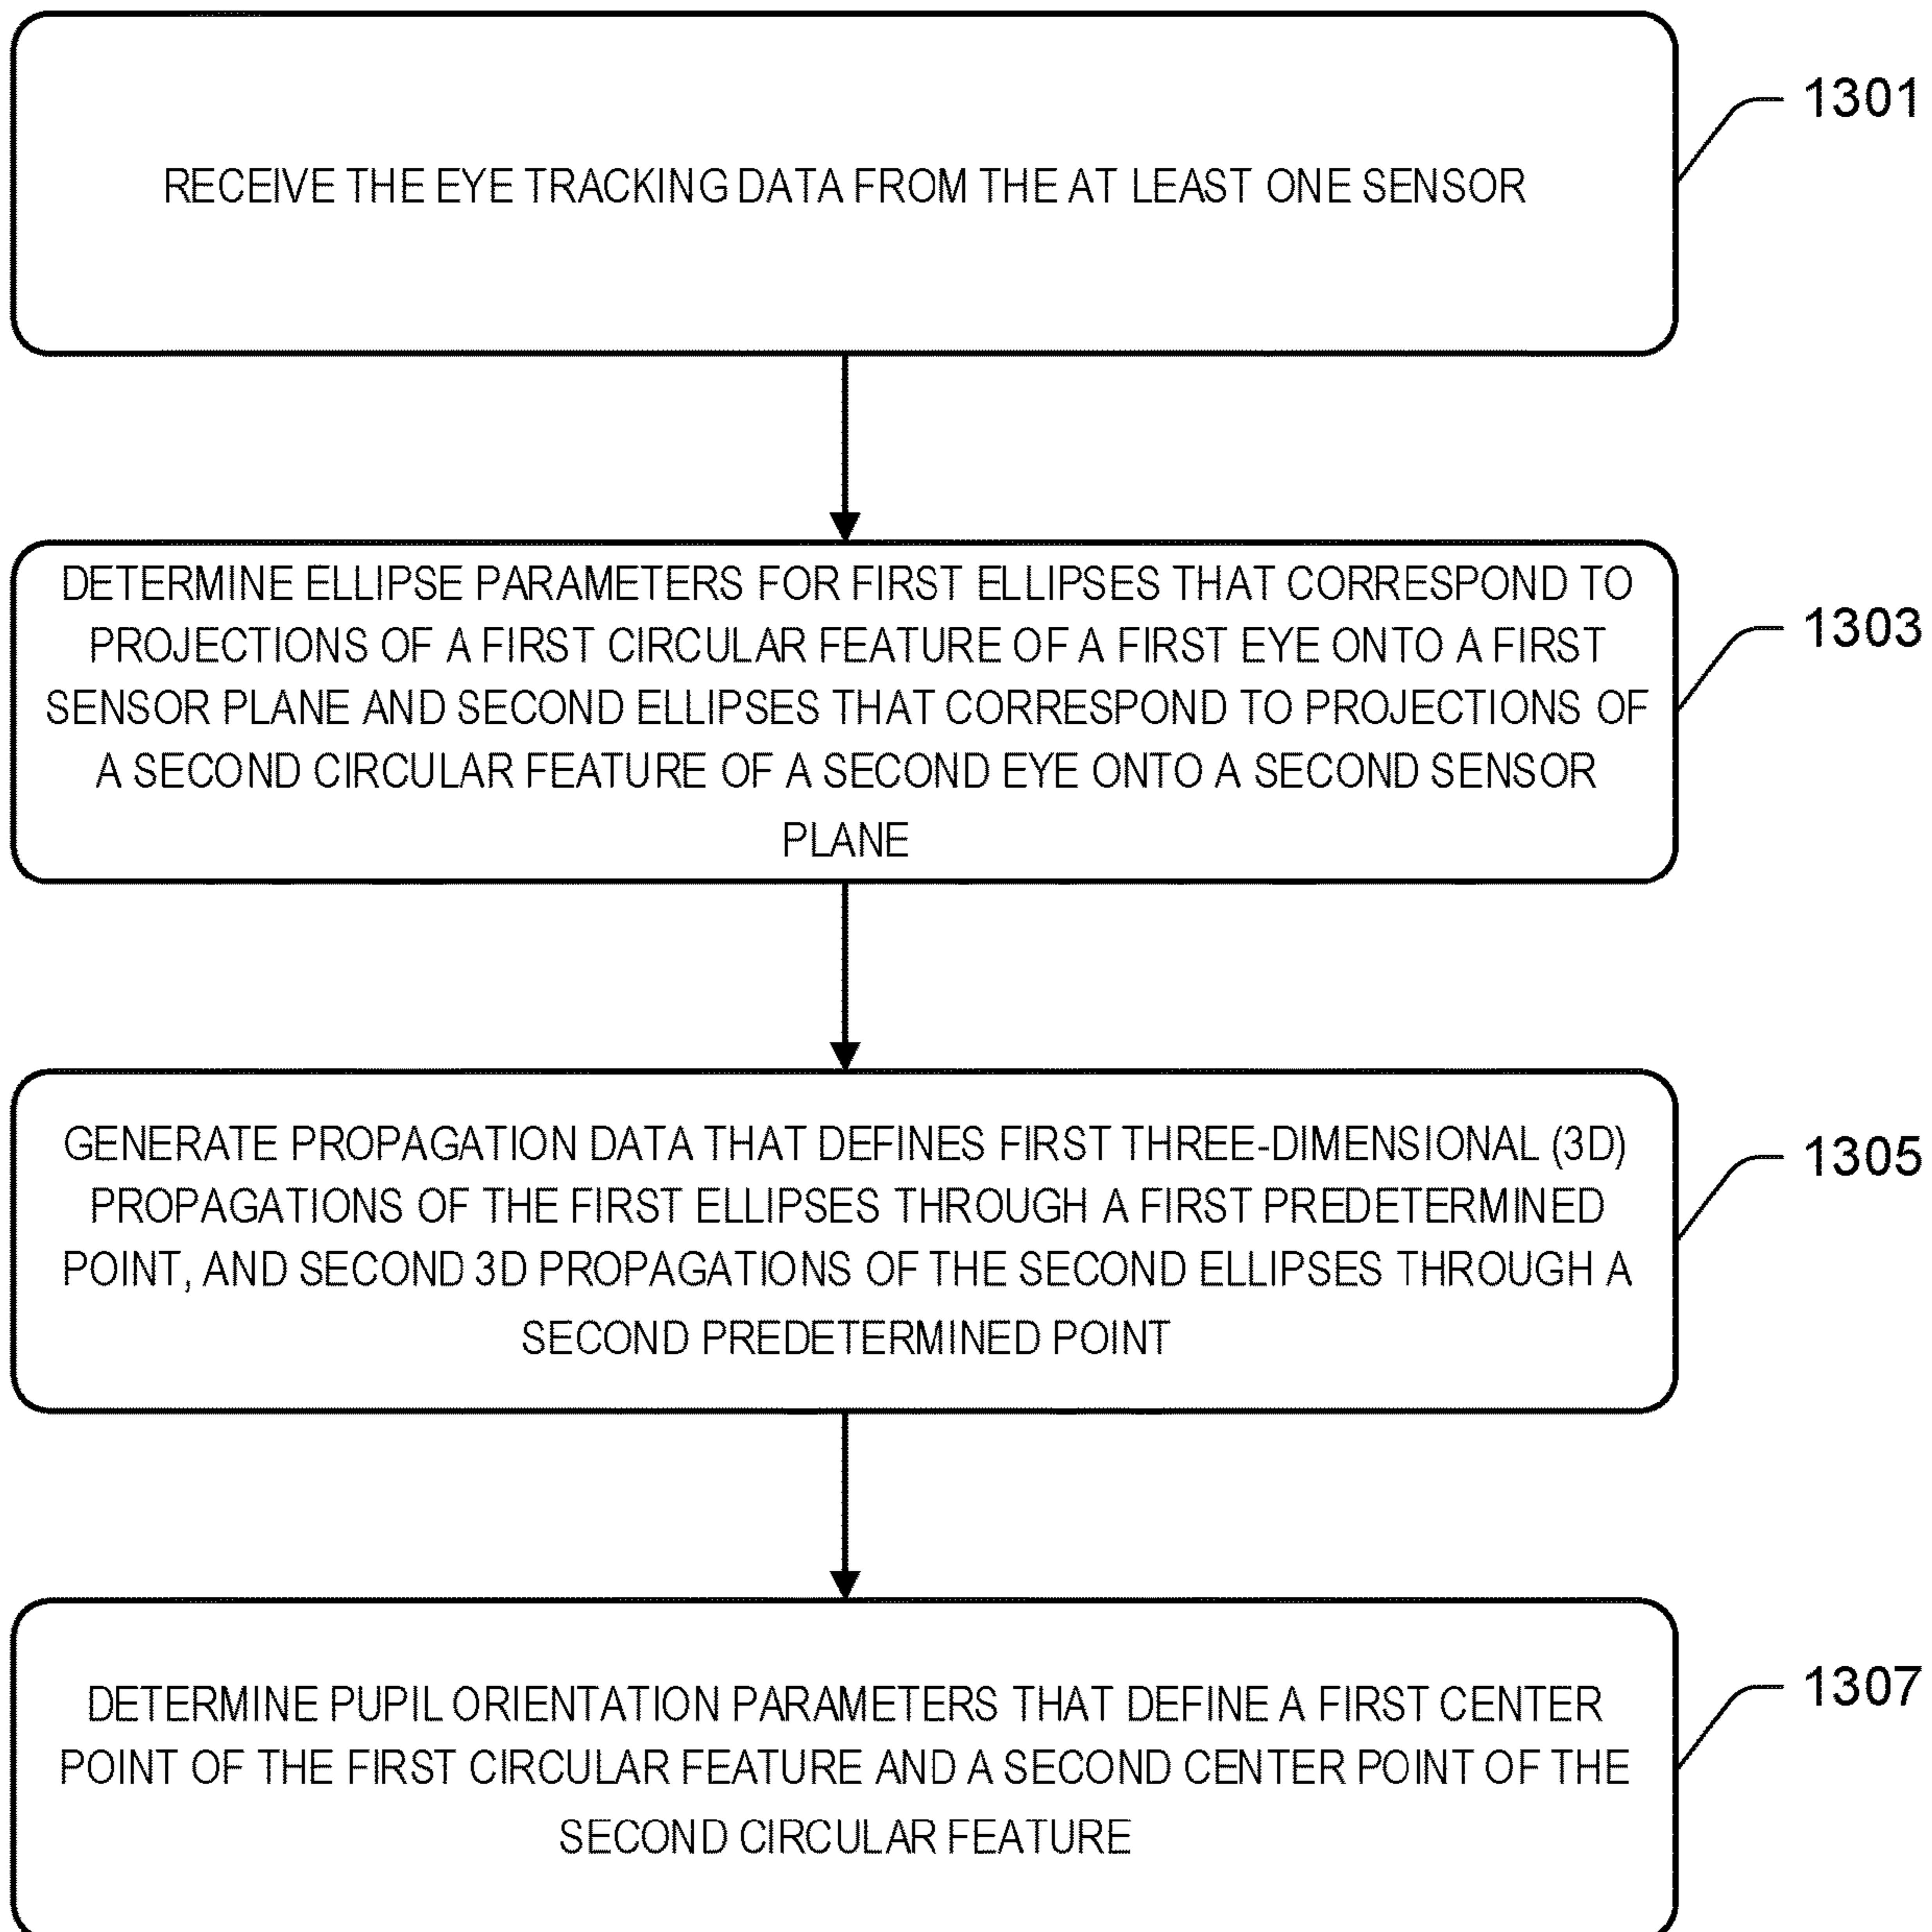 RECEIVE THE EYE TRACKING DATA FROM THE AT LEAST ONE SENSOR
1301
DETERMINE ELLIPSE PARAMETERS FOR FIRST ELLIPSES THAT CORRESPOND TO
PROJECTIONS OF A FIRST CIRCULAR FEATURE OF A FIRST EYE ONTO A FIRST
SENSOR PLANE AND SECOND ELLIPSES THAT CORRESPOND TO PROJECTIONS OF
A SECOND CIRCULAR FEATURE OF A SECOND EYE ONTO A SECOND SENSOR
PLANE
1303
GENERATE PROPAGATION DATA THAT DEFINES FIRST THREE-DIMENSIONAL (3D)
PROPAGATIONS OF THE FIRST ELLIPSES THROUGH A FIRST PREDETERMINED
POINT, AND SECOND 3D PROPAGATIONS OF THE SECOND ELLIPSES THROUGH A
SECOND PREDETERMINED POINT
1305
DETERMINE PUPIL ORIENTATION PARAMETERS THAT DEFINE A FIRST CENTER
POINT OF THE FIRST CIRCULAR FEATURE AND A SECOND CENTER POINT OF THE
SECOND CIRCULAR FEATURE
1307